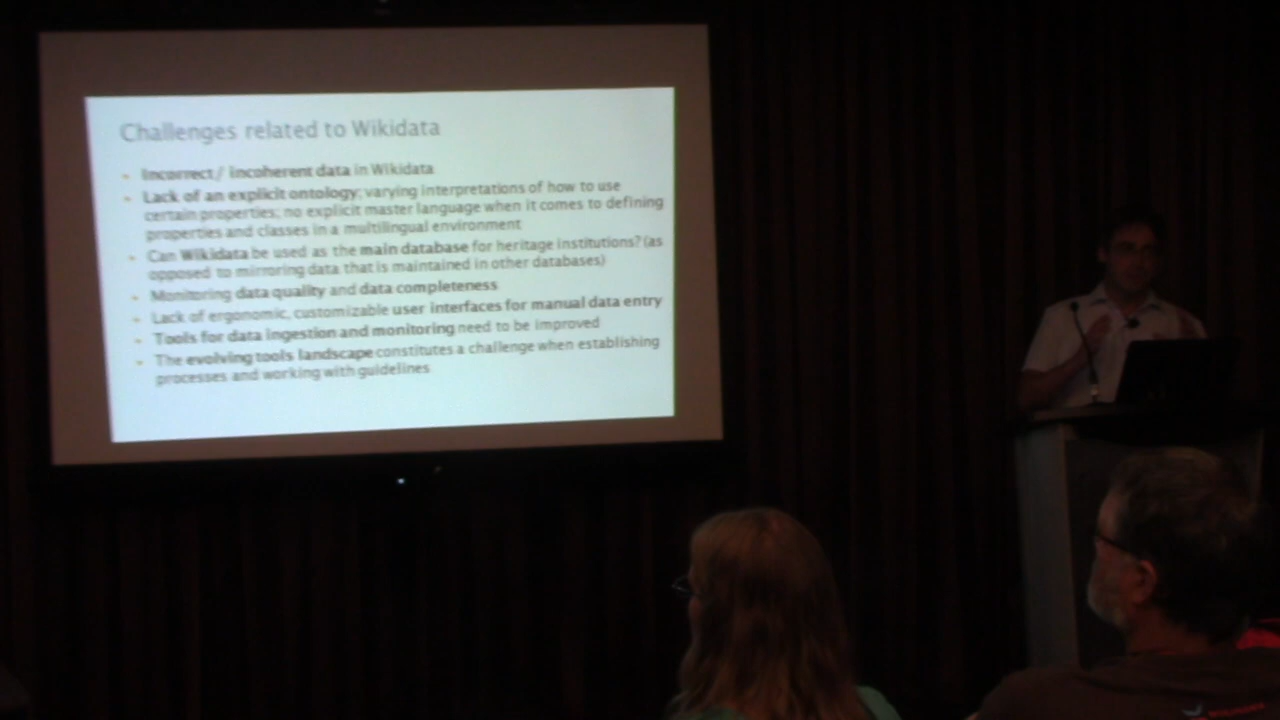 Challenges related to Wikidata
Incorrect / incoherent data in Wikidata
Lack of an explicit ontology; varying interpretations of how to use
certain properties; no explicit master language when it comes to defining
properties and classes in a multilingual environment
Can Wikidata be used as the main database for heritage institutions? (as
opposed to mirroring data that is maintained in other databases)
Monitoring data quality and data completeness
Lack of ergonomic, customizable user interfaces for manual data entry
Tools for data ingestion and monitoring need to be improved
The evolving tools landscape constitutes a challenge when establishing
processes and working with guidelines